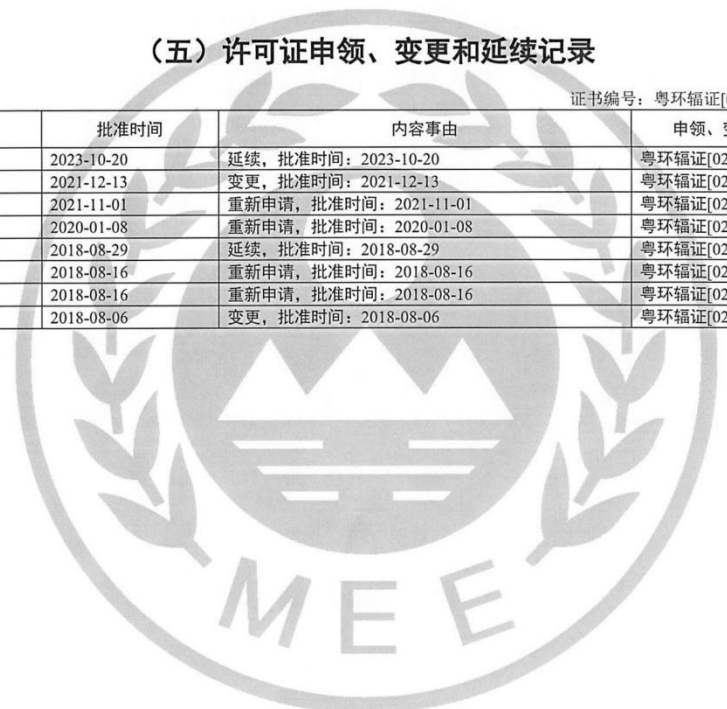 （五）许可证申领、变更和延续记录
证书编号：粤环辐证[
批准时间 内容事由 申领、
2023-10-20 延续，批准时间：2023-10-20 粤环辐证[02
2021-12-13 变更，批准时间：2021-12-13 粤环辐证[02
2021-11-01 重新申请，批准时间：2021-11-01 粤环辐证[02
2020-01-08 重新申请，批准时间：2020-01-08 粤环辐证[02
2018-08-29 延续，批准时间：2018-08-29 粤环辐证[02
2018-08-16 重新申请，批准时间：2018-08-16 粤环辐证[02
2018-08-16 重新申请，批准时间：2018-08-16 粤环辐证[02
2018-08-06 变更，批准时间：2018-08-06 粤环辐证[02
MEE